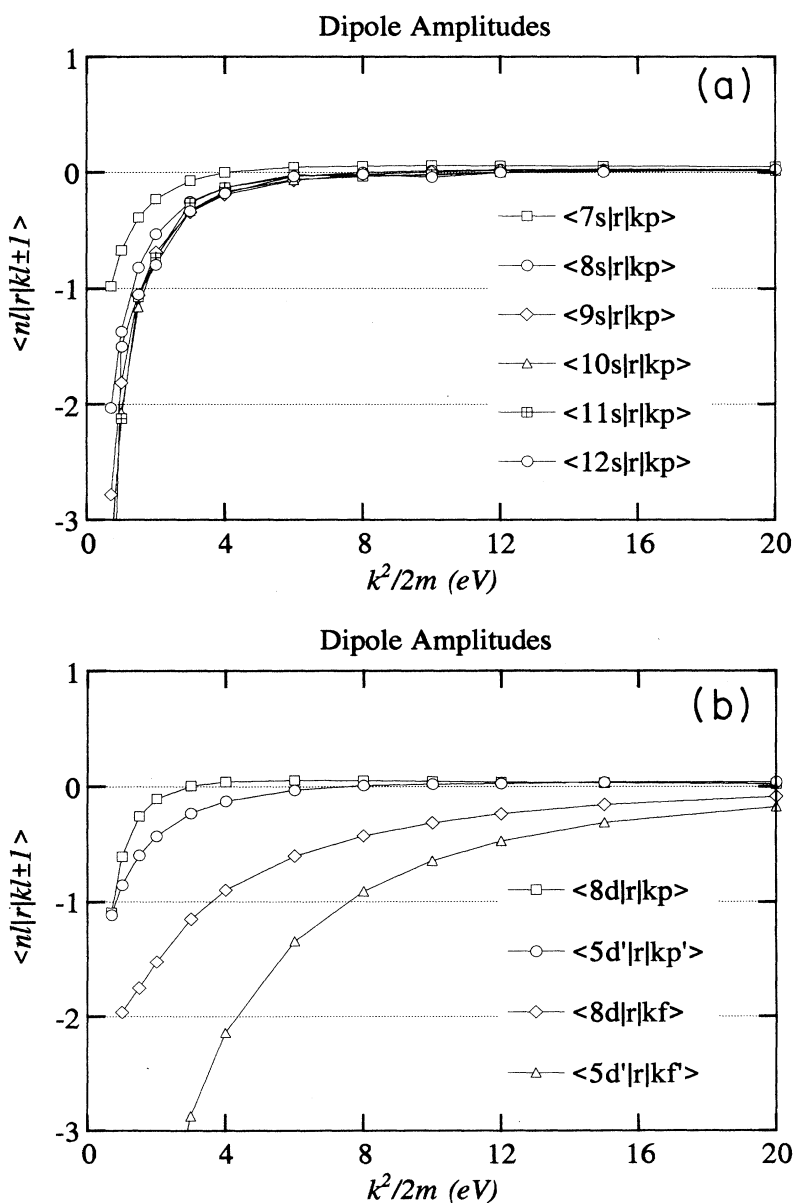 Dipole Amplitudes
(a)
1
0
-1
-2
-3
<nl|r|kl±1>
<7s|r|kp>
<8s|r|kp>
<9s|r|kp>
<10s|r|kp>
<11s|r|kp>
<12s|r|kp>
0 4 8 12 16 20
k²/2m (eV)
Dipole Amplitudes
(b)
1
0
-1
-2
-3
<nl|r|kl±1>
<8d|r|kp>
<5d'|r|kp'>
<8d|r|kf>
<5d'|r|kf'>
0 4 8 12 16 20
k²/2m (eV)